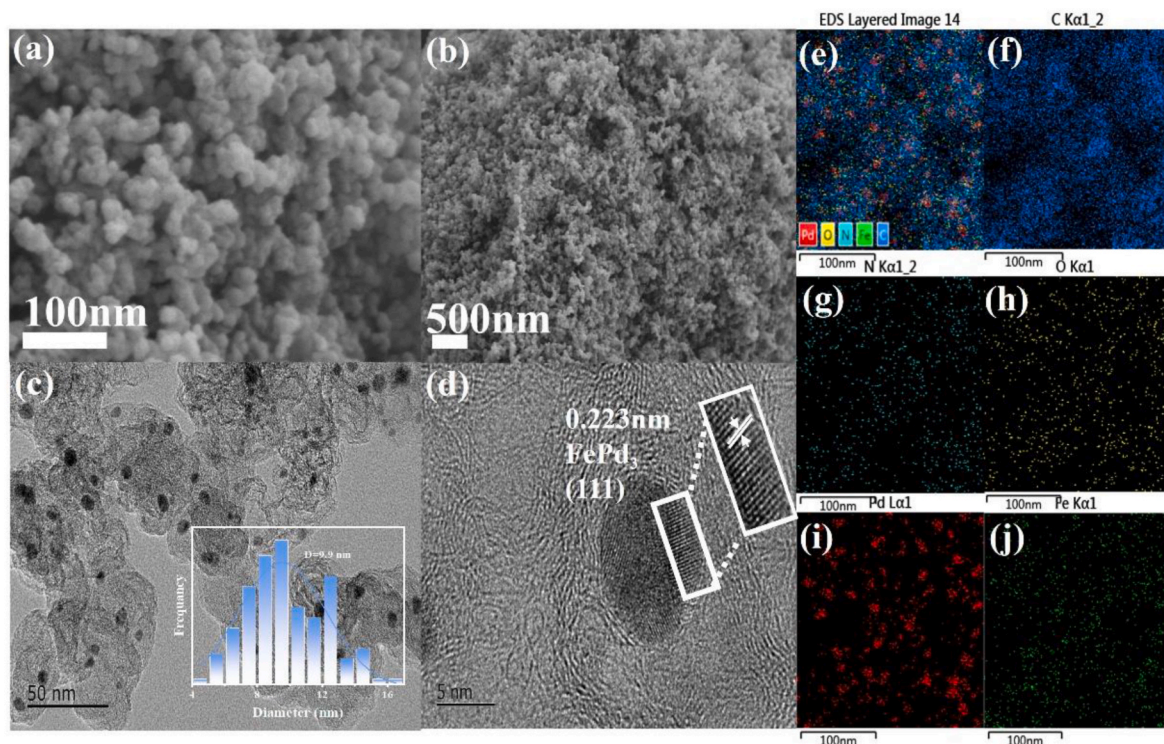 (a)
100nm
(b)
500nm
(c)
50 nm
Frequancy
D=9.9 nm
4 8 12 16
Diameter (nm)
(d)
0.223nm
FePd3
(111)
5 nm
EDS Layered Image 14
(e)
Pd O N Fe C
100nm
C Kα1_2
(f)
100nm
N Kα1_2
(g)
100nm
O Kα1
(h)
100nm
Pd Lα1
(i)
100nm
Fe Kα1
(j)
100nm